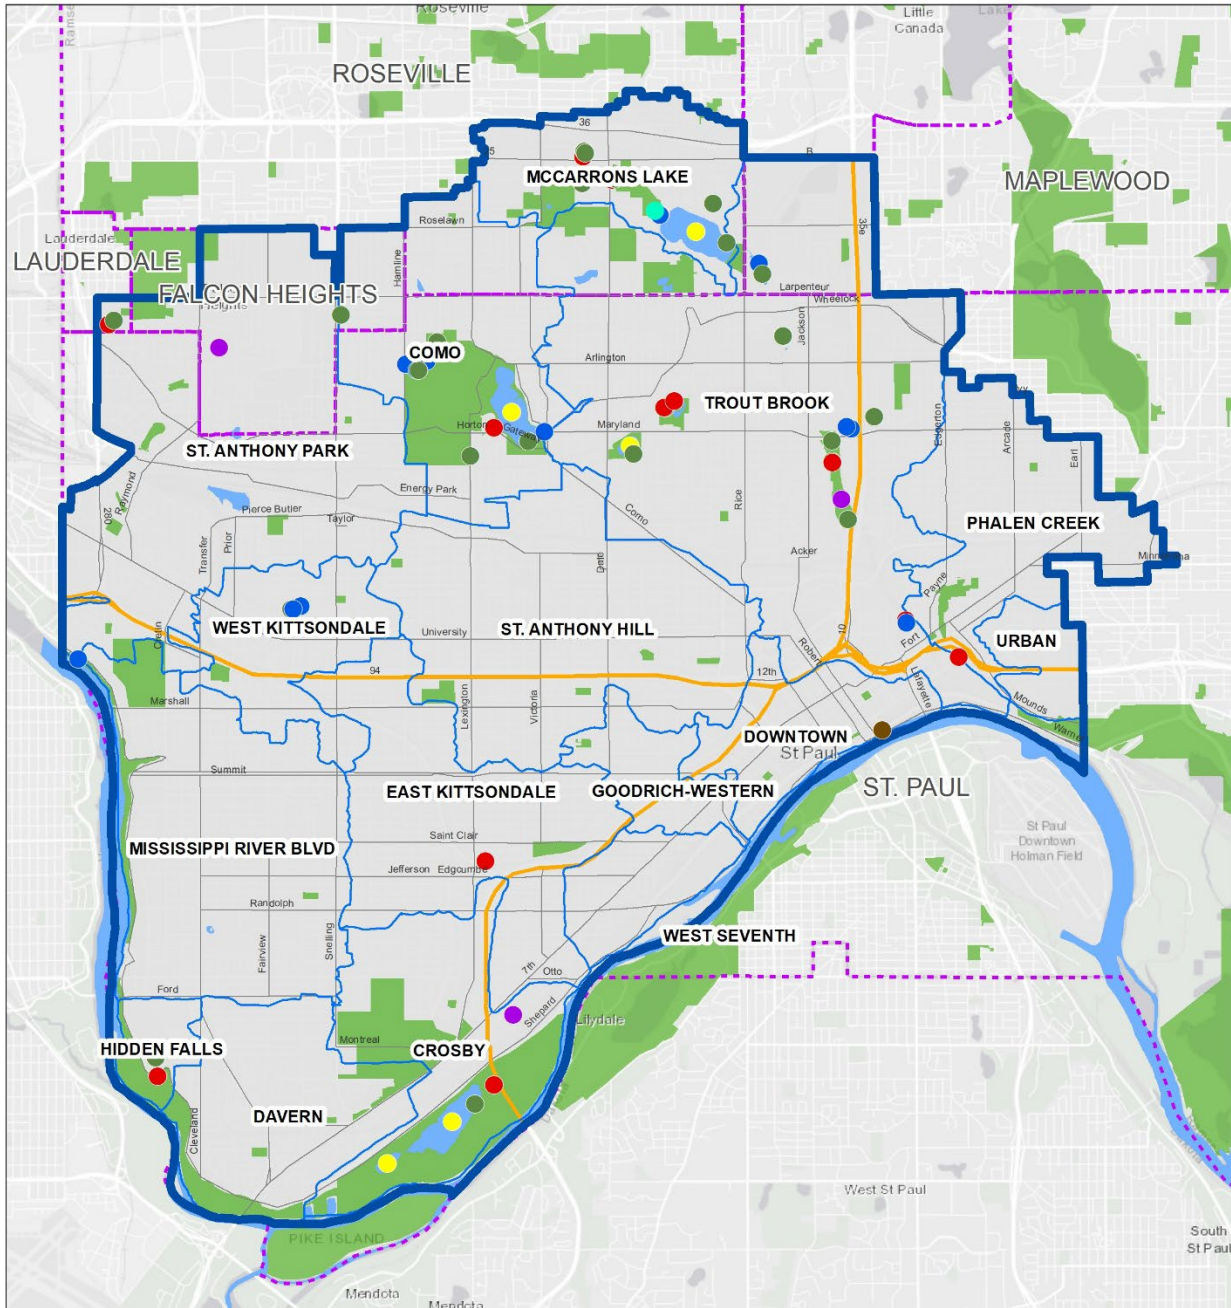 Roseville
Little
Canada
Lake
ROSEVILLE
36
B
MCCARRONS LAKE
MAPLEWOOD
Roselawn
35e
Lauderdale
LAUDERDALE
Hamline
FALCON HEIGHTS
Heights
Larpenteur
Wheelock
Jackson
COMO
Arlington
TROUT BROOK
Horton
Gateway
Maryland
Edgerton
Arcade
Earl
ST. ANTHONY PARK
Raymond
280
Energy Park
Pierce Butler
Taylor
Como
Rice
PHALEN CREEK
Transfer
Prior
Dale
Acker
Payne
WEST KITTSONDALE
University
ST. ANTHONY HILL
Robert
10
Fort
URBAN
Cretin
94
12th
Lafayette
Mounds
Warner
Marshall
Lexington
Victoria
DOWNTOWN
St Paul
Summit
EAST KITTSONDALE
GOODRICH-WESTERN
ST. PAUL
St Paul
Downtown
Holman Field
MISSISSIPPI RIVER BLVD
Saint Clair
Jefferson
Edgcumbe
Randolph
Fairview
Snelling
WEST SEVENTH
7th
Otto
Ford
Shepard
Lilydale
HIDDEN FALLS
Montreal
CROSBY
DAVERN
Cleveland
West St Paul
South
St Paul
PIKE ISLAND
Mendota
Mendota